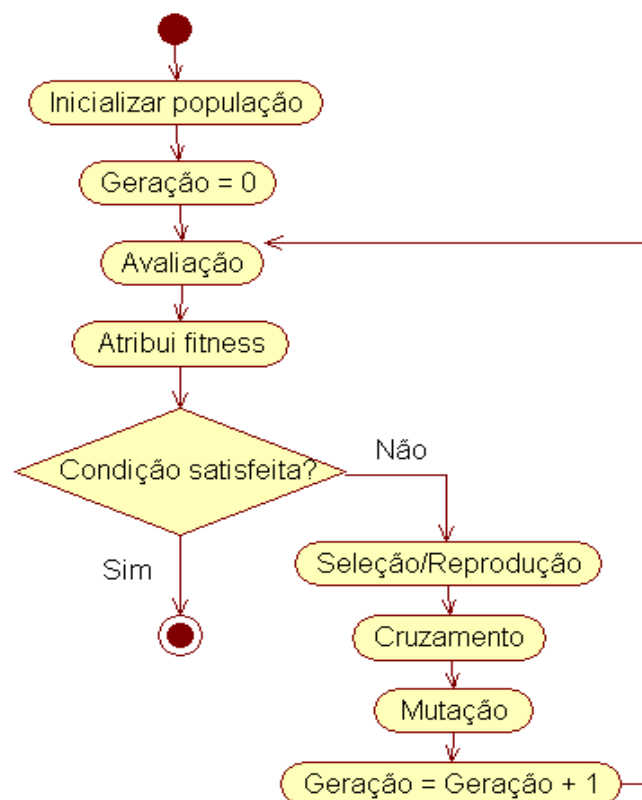 Inicializar população
Geração = 0
Avaliação
Atribui fitness
Condição satisfeita?
Não
Sim
Seleção/Reprodução
Cruzamento
Mutação
Geração = Geração + 1